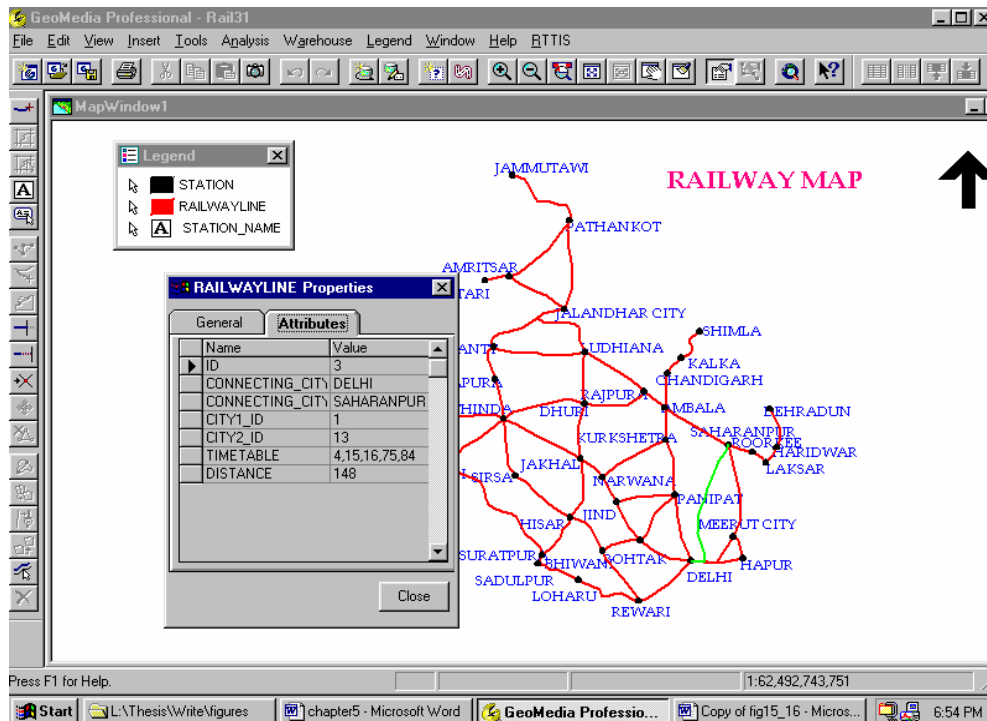 GeoMedia Professional - Rail31
File Edit View Insert Tools Analysis Warehouse Legend Window Help RTTIS
MapWindow1
Legend
STATION
RAILWAYLINE
A STATION_NAME
RAILWAY MAP
JAMMUTAWI
PATHANKOT
AMRITSAR
TARI
JALANDHAR CITY
SHIMLA
ANTI
LUDHIANA
KALKA
CHANDIGARH
APURA
RAJPURA
HINDA
DHURI
AMBALA
DEHRADUN
SAHARANPUR
KURKSHETRA
ROORKEE
HARIDWAR
LAKSAR
JAKHAL
SIRSA
NARWANA
PANIPAT
JIND
HISAR
MEERUT CITY
SURATPUR
BHIWANI
ROHTAK
HAPUR
DELHI
SADULPUR
LOHARU
REWARI
RAILWAYLINE Properties
General Attributes
Name Value
ID 3
CONNECTING_CITY DELHI
CONNECTING_CITY SAHARANPUR
CITY1_ID 1
CITY2_ID 13
TIMETABLE 4,15,16,75,84
DISTANCE 148
Close
Press F1 for Help.
1:62,492,743,751
Start L:\Thesis\Write\figures chapter5 - Microsoft Word GeoMedia Professio... Copy of fig15_16 - Micros... 6:54 PM